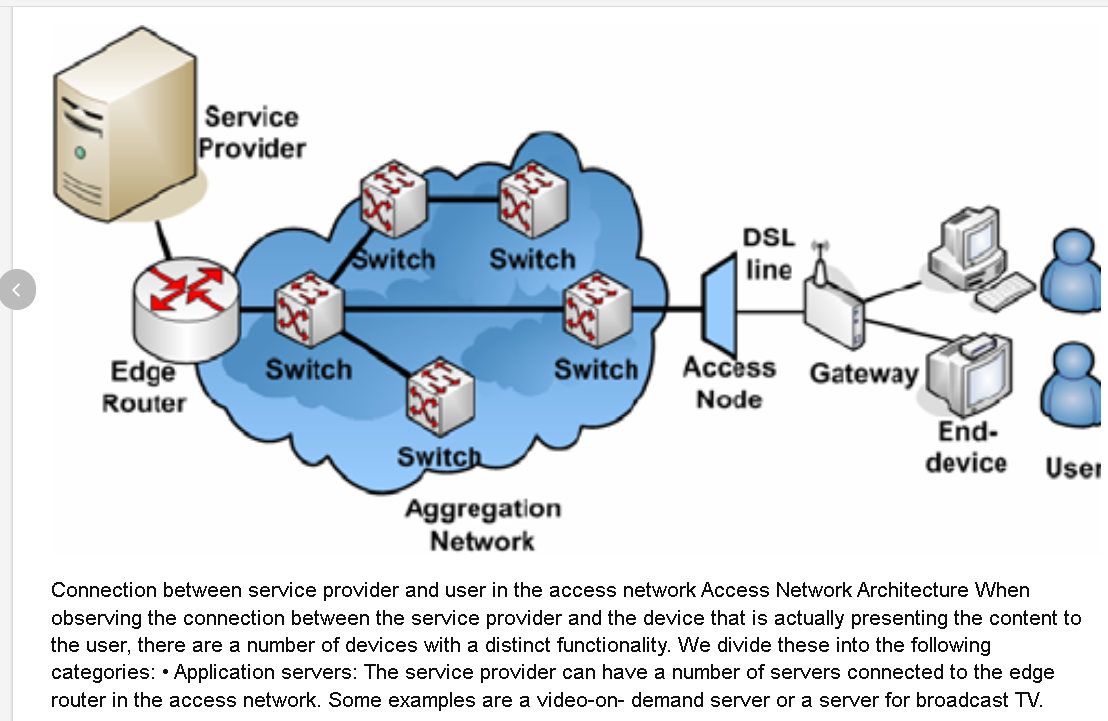 Service
Provider
Switch
Switch
DSL
line
Edge
Router
Switch
Switch
Access
Node
Gateway
Switch
End-
device
User
Aggregation
Network
Connection between service provider and user in the access network Access Network Architecture When
observing the connection between the service provider and the device that is actually presenting the content to
the user, there are a number of devices with a distinct functionality. We divide these into the following
categories: • Application servers: The service provider can have a number of servers connected to the edge
router in the access network. Some examples are a video-on- demand server or a server for broadcast TV.